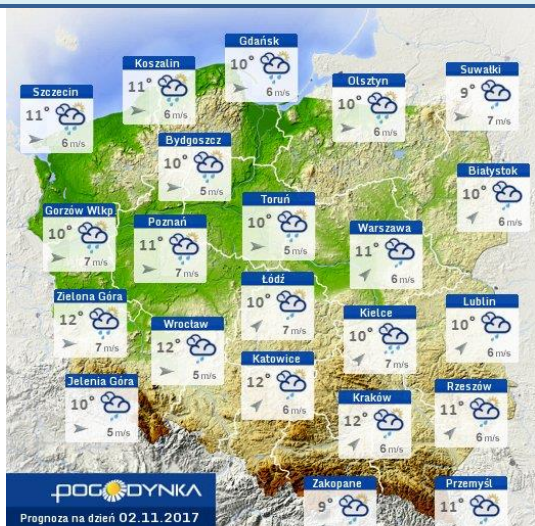 Gdańsk
10°
6 m/s
Koszalin
11°
6 m/s
Olsztyn
10°
6 m/s
Suwałki
9°
7 m/s
Szczecin
11°
6 m/s
Bydgoszcz
10°
5 m/s
Białystok
10°
6 m/s
Gorzów Wlkp
10°
7 m/s
Poznań
11°
7 m/s
Toruń
10°
5 m/s
Warszawa
11°
6 m/s
Zielona Góra
12°
7 m/s
Wrocław
12°
5 m/s
Łódź
10°
7 m/s
Kielce
10°
7 m/s
Lublin
10°
6 m/s
Jelenia Góra
10°
5 m/s
Katowice
12°
6 m/s
Kraków
12°
6 m/s
Rzeszów
11°
6 m/s
Zakopane
9°
Przemyśl
11°
POGODYNKA
Prognoza na dzień 02.11.2017